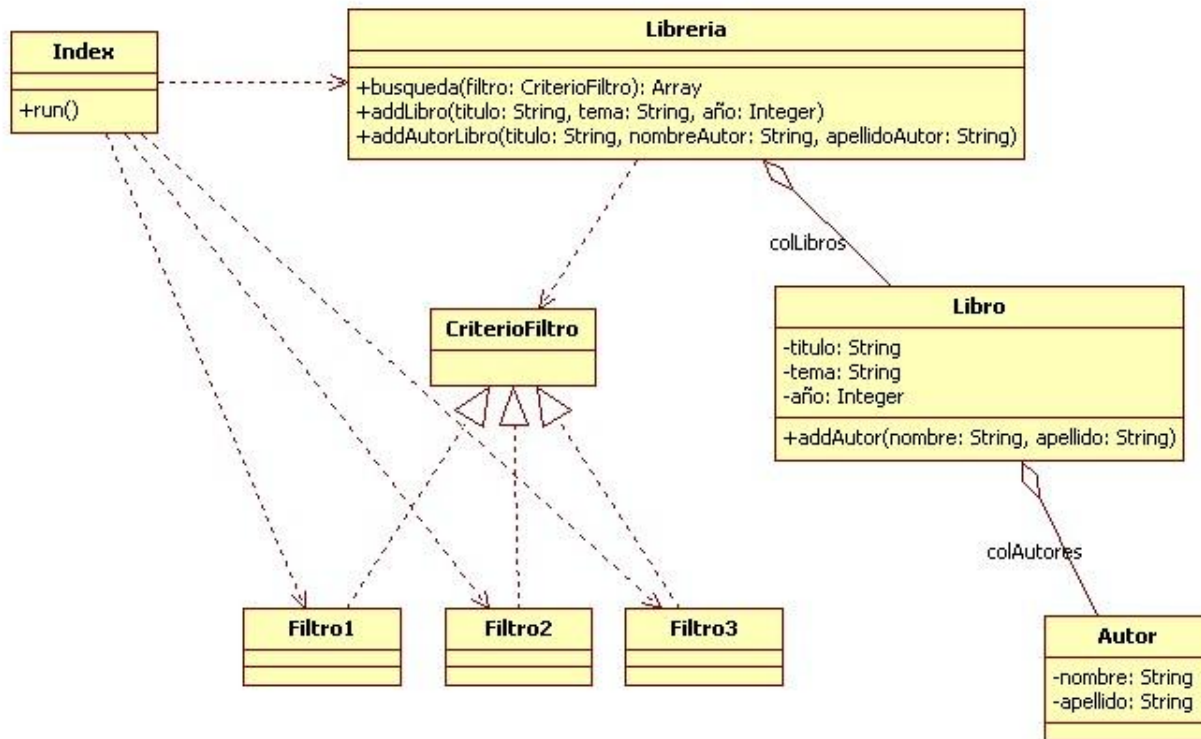 Index
+run()
Libreria
+busqueda(filtro: CriterioFiltro): Array
+addLibro(titulo: String, tema: String, año: Integer)
+addAutorLibro(titulo: String, nombreAutor: String, apellidoAutor: String)
colLibros
CriterioFiltro
Libro
-titulo: String
-tema: String
-año: Integer
+addAutor(nombre: String, apellido: String)
colAutores
Filtro1
Filtro2
Filtro3
Autor
-nombre: String
-apellido: String